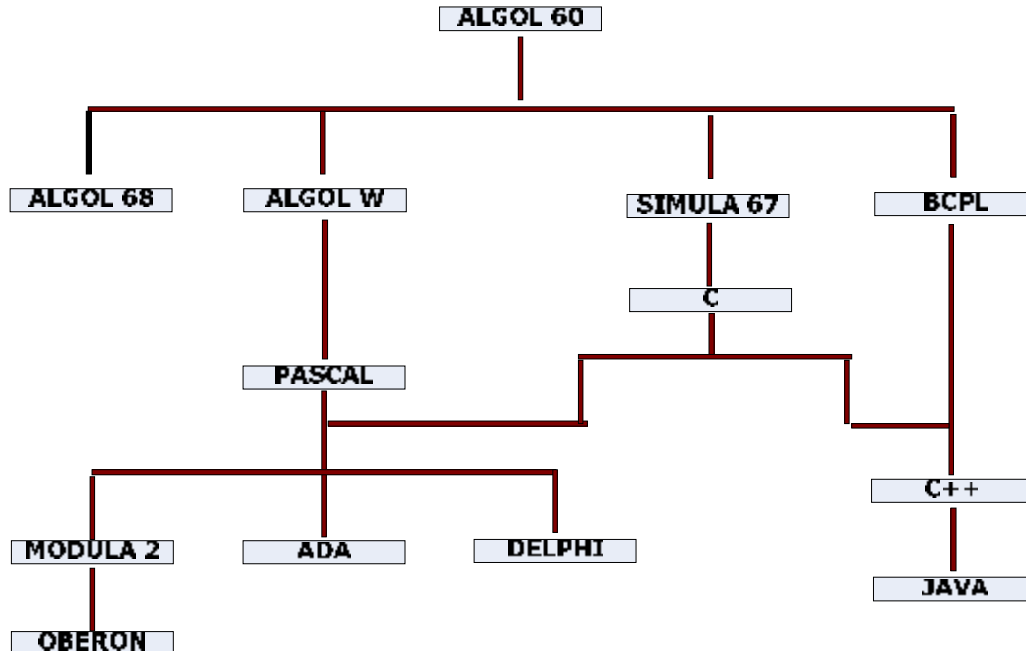 ALGOL 60
ALGOL 68
ALGOL W
SIMULA 67
BCPL
C
PASCAL
C++
MODULA 2
ADA
DELPHI
JAVA
OBERON